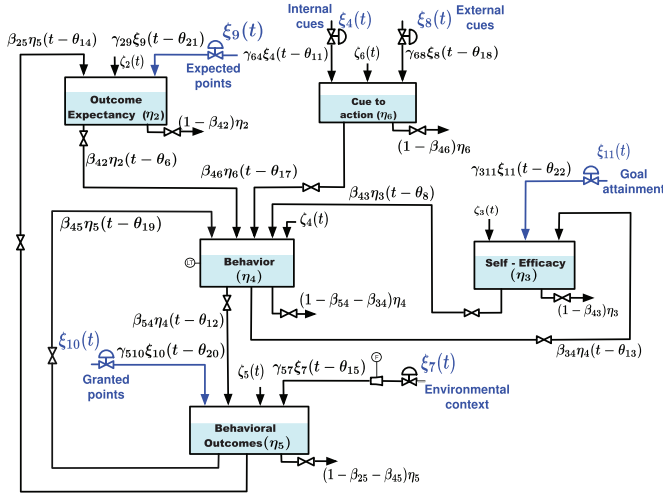 Internal
cues
ξ₄(t)
ξ₈(t)
External
cues
β₂₅η₅(t − θ₁₄)
γ₂₉ξ₉(t − θ₂₁)
ξ₉(t)
ζ₂(t)
Expected
points
γ₆₄ξ₄(t − θ₁₁)
ζ₆(t)
γ₆₈ξ₈(t − θ₁₈)
Outcome
Expectancy (η₂)
(1 − β₄₂)η₂
Cue to
action (η₆)
(1 − β₄₆)η₆
β₄₂η₂(t − θ₆)
β₄₆η₆(t − θ₁₇)
β₄₃η₃(t − θ₈)
γ₃₁₁ξ₁₁(t − θ₂₂)
ξ₁₁(t)
Goal
attainment
β₄₅η₅(t − θ₁₉)
ζ₄(t)
ζ₃(t)
LT
Behavior
(η₄)
Self - Efficacy
(η₃)
(1 − β₅₄ − β₃₄)η₄
(1 − β₄₃)η₃
β₅₄η₄(t − θ₁₂)
β₃₄η₄(t − θ₁₃)
ξ₁₀(t)
γ₅₁₀ξ₁₀(t − θ₂₀)
Granted
points
ζ₅(t)
γ₅₇ξ₇(t − θ₁₅)
F
ξ₇(t)
Environmental
context
Behavioral
Outcomes (η₅)
(1 − β₂₅ − β₄₅)η₅